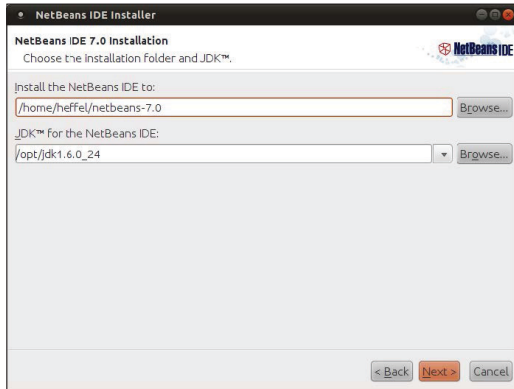 NetBeans IDE Installer
NetBeans IDE 7.0 Installation
Choose the installation folder and JDK™.
NetBeans IDE
Install the NetBeans IDE to:
/home/heffel/netbeans-7.0
Browse...
JDK™ for the NetBeans IDE:
/opt/jdk1.6.0_24
Browse...
< Back
Next >
Cancel